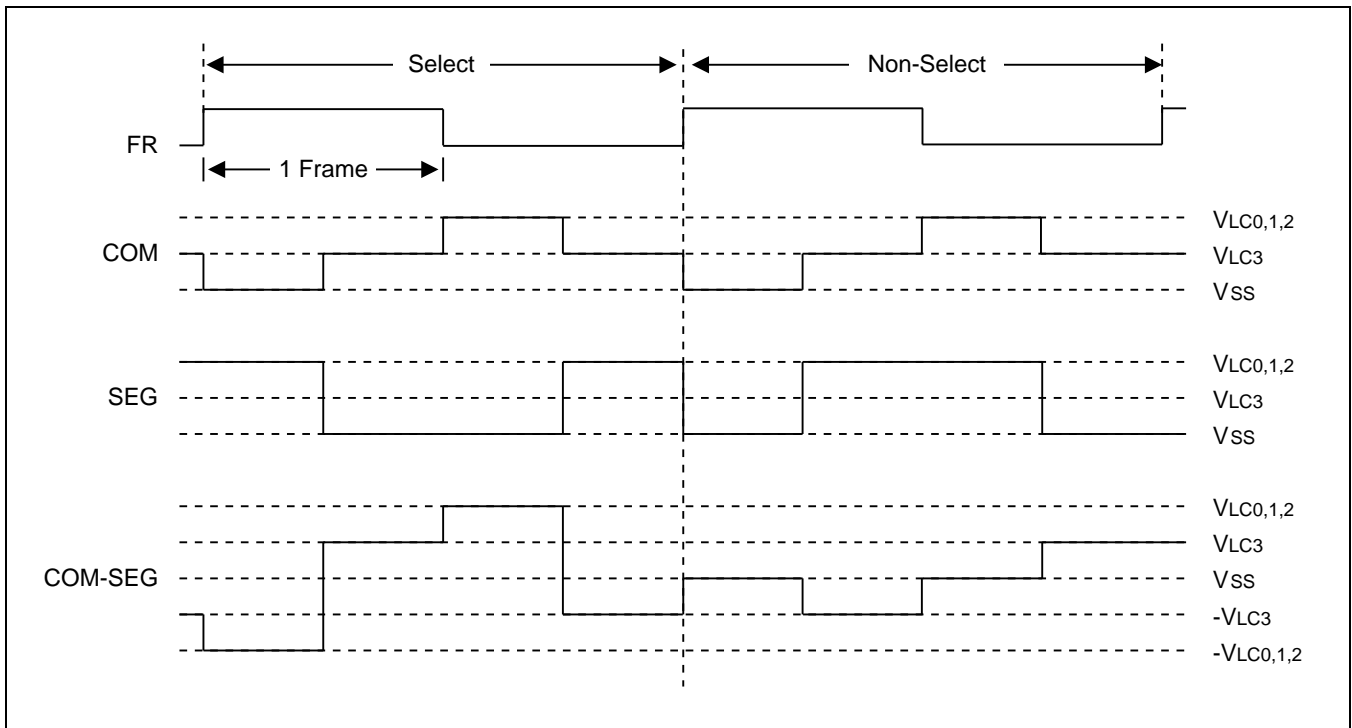 Select
Non-Select
FR
1 Frame
COM
VLC0,1,2
VLC3
VSS
SEG
VLC0,1,2
VLC3
VSS
COM-SEG
VLC0,1,2
VLC3
VSS
-VLC3
-VLC0,1,2